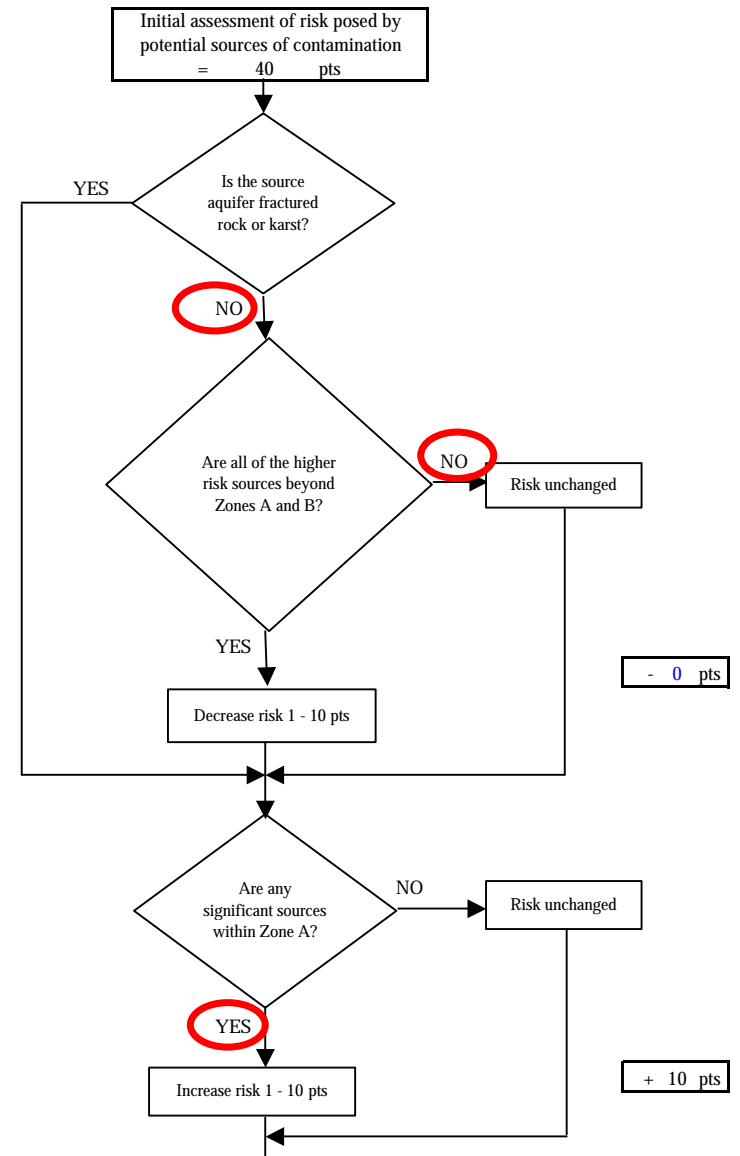 Initial assessment of risk posed by
potential sources of contamination
= 40 pts
YES
Is the source
aquifer fractured
rock or karst?
NO
Are all of the higher
risk sources beyond
Zones A and B?
NO
Risk unchanged
YES
- 0 pts
Decrease risk 1 - 10 pts
Are any
significant sources
within Zone A?
NO
Risk unchanged
YES
+ 10 pts
Increase risk 1 - 10 pts